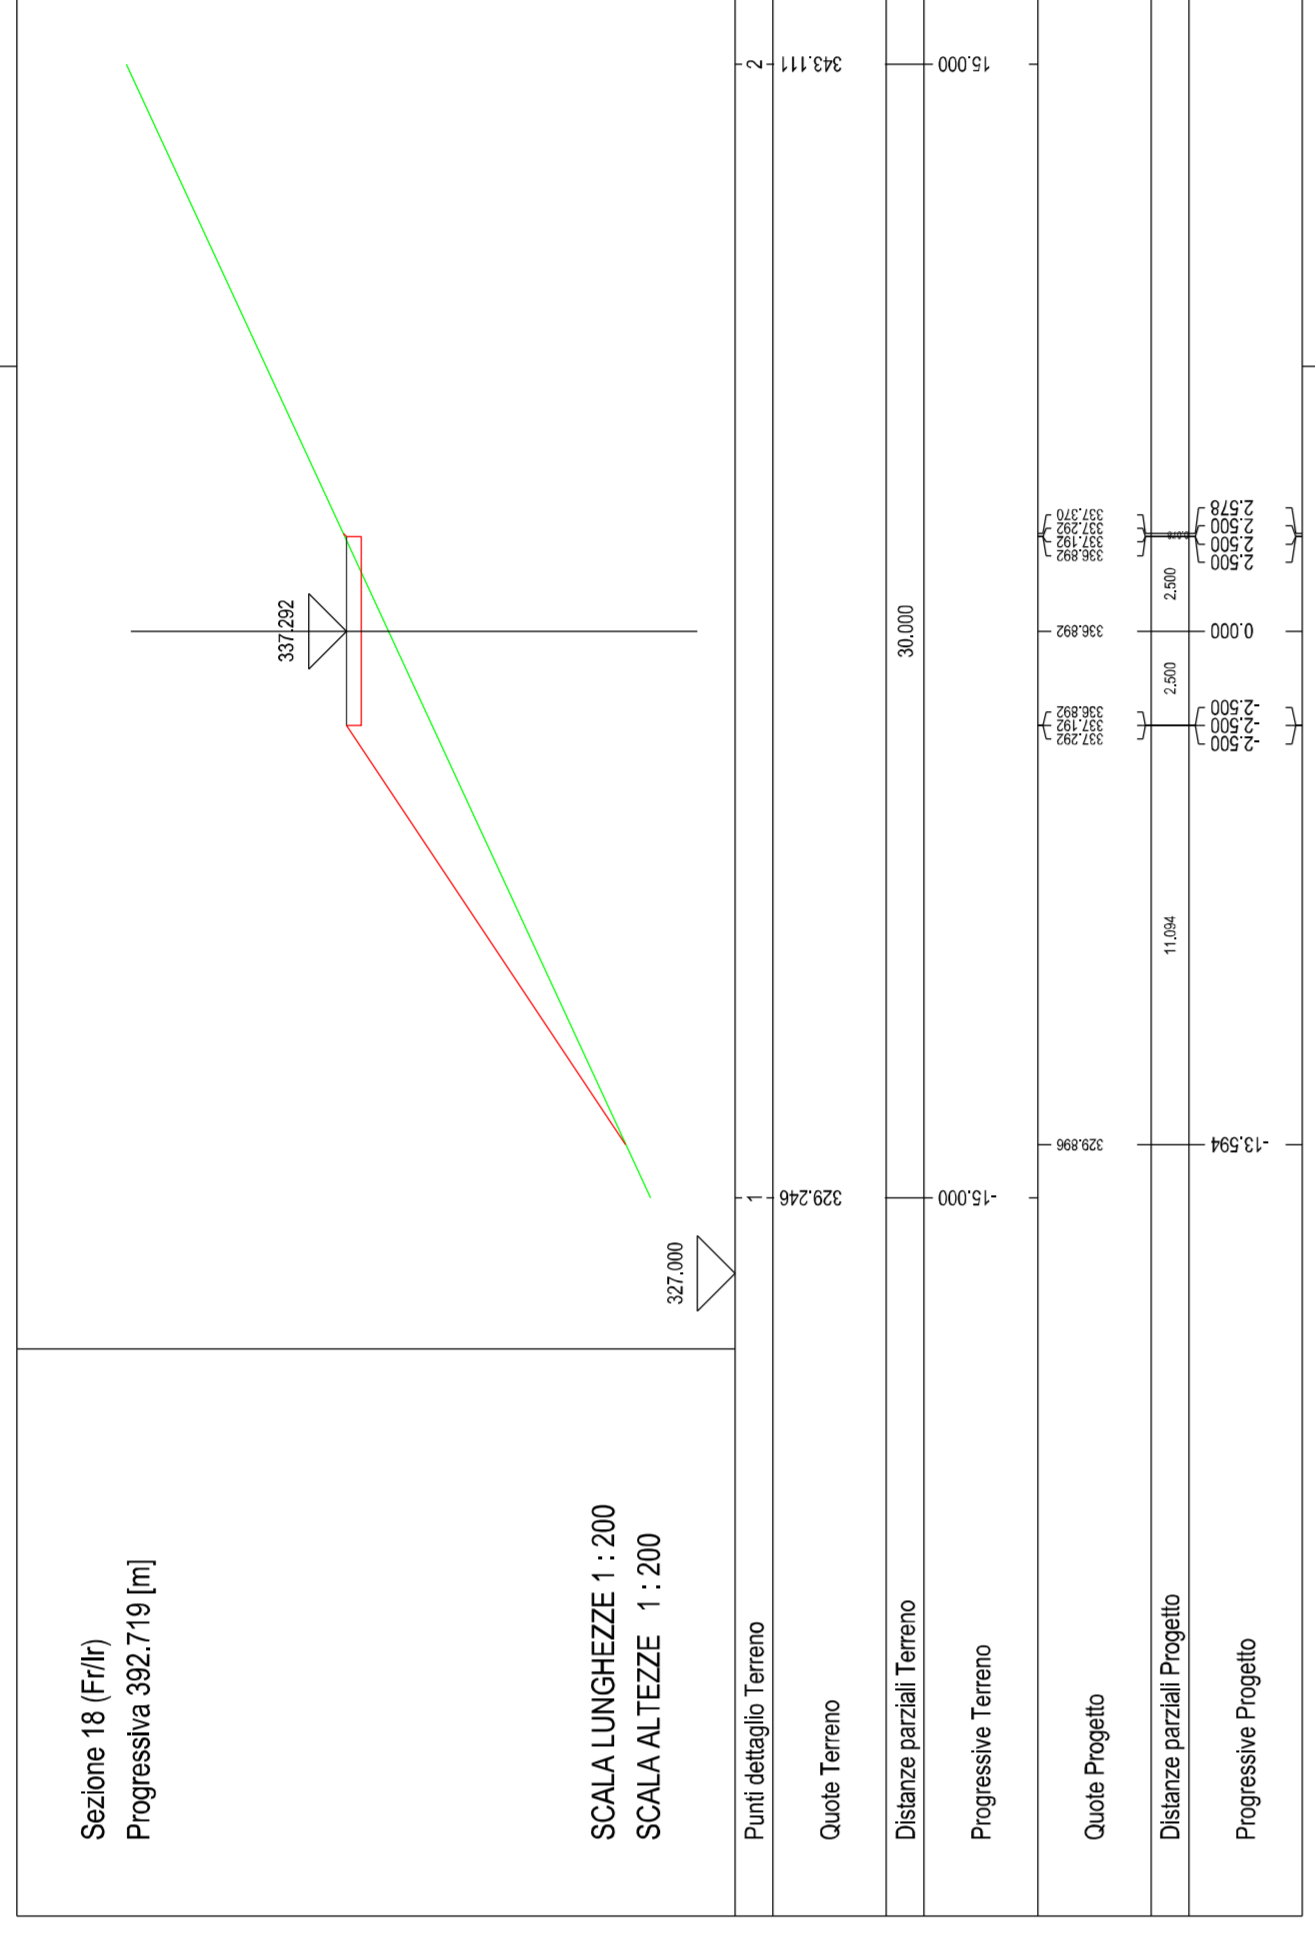 Sezione 18 (Fr/Ir)
Progressiva 392.719 [m]
SCALA LUNGHEZZE 1 : 200
SCALA ALTEZZE 1 : 200
337.292
327.000
Punti dettaglio Terreno 1 2
Quote Terreno 329.246 343.111
Distanze parziali Terreno 30.000
Progressive Terreno -15.000 15.000
Quote Progetto 329.896 337.292 337.192 336.892 336.892 336.892 337.192 337.292 337.370
Distanze parziali Progetto 11.094 2.500 2.500
Progressive Progetto -13.594 -2.500 -2.500 -2.500 0.000 2.500 2.500 2.500 2.578